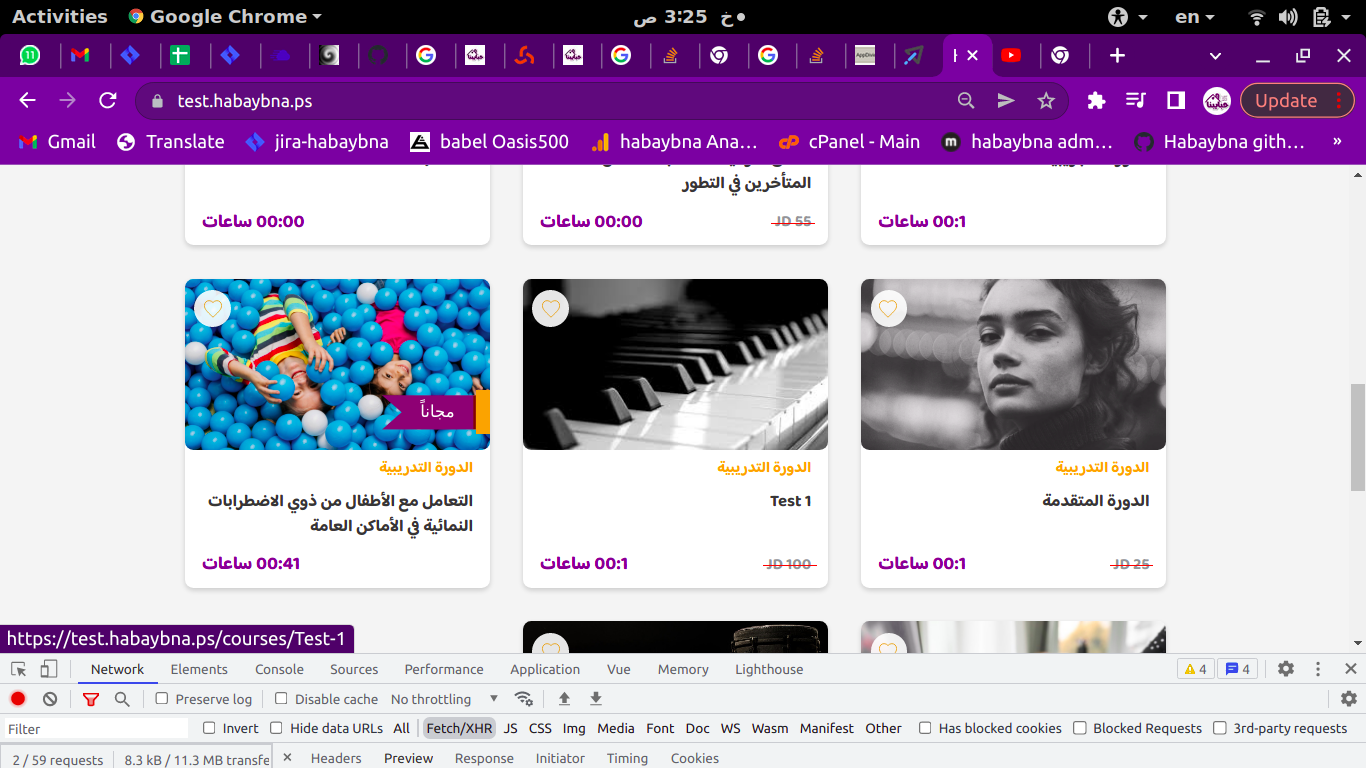 Activities
Google Chrome
خ 3:25 ص
en
11
H
AppDiva
test.habaybna.ps
Update
Gmail
Translate
jira-habaybna
babel Oasis500
habaybna Ana...
cPanel - Main
habaybna adm...
Habaybna gith...
»
المتأخرين في التطور
00:1 ساعات
JD 55
00:00 ساعات
00:00 ساعات
الدورة التدريبية
الدورة المتقدمة
JD 25
00:1 ساعات
الدورة التدريبية
Test 1
JD 100
00:1 ساعات
مجاناً
الدورة التدريبية
التعامل مع الأطفال من ذوي الاضطرابات
النمائية في الأماكن العامة
00:41 ساعات
https://test.habaybna.ps/courses/Test-1
Network
Elements
Console
Sources
Performance
Application
Vue
Memory
Lighthouse
4
4
Preserve log
Disable cache
No throttling
Filter
Invert
Hide data URLs
All
Fetch/XHR
JS
CSS
Img
Media
Font
Doc
WS
Wasm
Manifest
Other
Has blocked cookies
Blocked Requests
3rd-party requests
2 / 59 requests
8.3 kB / 11.3 MB transfe
Headers
Preview
Response
Initiator
Timing
Cookies